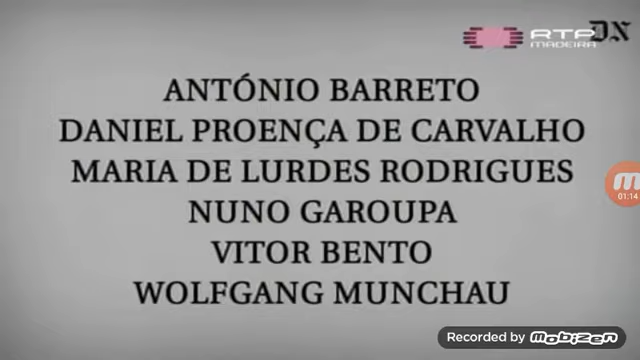 RTP DN
MADEIRA
ANTÓNIO BARRETO
DANIEL PROENÇA DE CARVALHO
MARIA DE LURDES RODRIGUES
NUNO GAROUPA
VITOR BENTO
WOLFGANG MUNCHAU
01:14
Recorded by mobizen